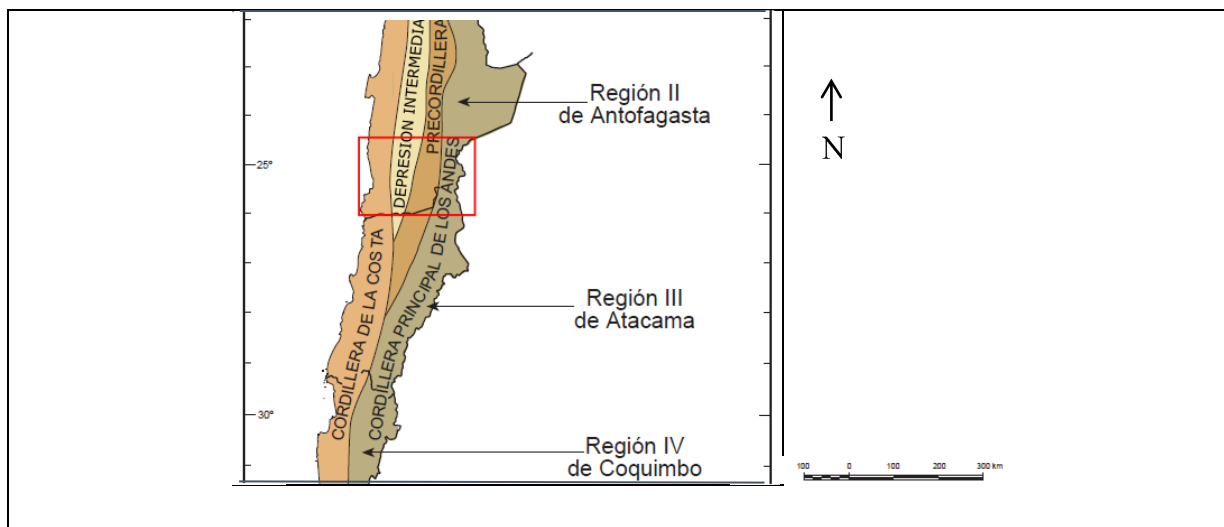 DEPRESION INTERMEDIA
PRECORDILLERA
Región II
de Antofagasta
N
25°
CORDILLERA DE LA COSTA
CORDILLERA PRINCIPAL DE LOS ANDES
Región III
de Atacama
30°
Región IV
de Coquimbo
100 0 100 200 300 km